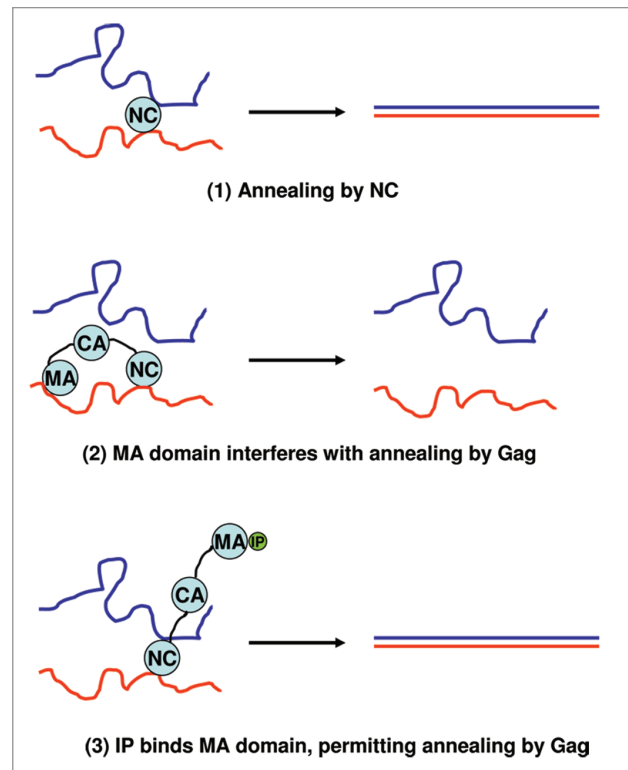 NC
(1) Annealing by NC
CA
MA
NC
(2) MA domain interferes with annealing by Gag
MA IP
CA
NC
(3) IP binds MA domain, permitting annealing by Gag